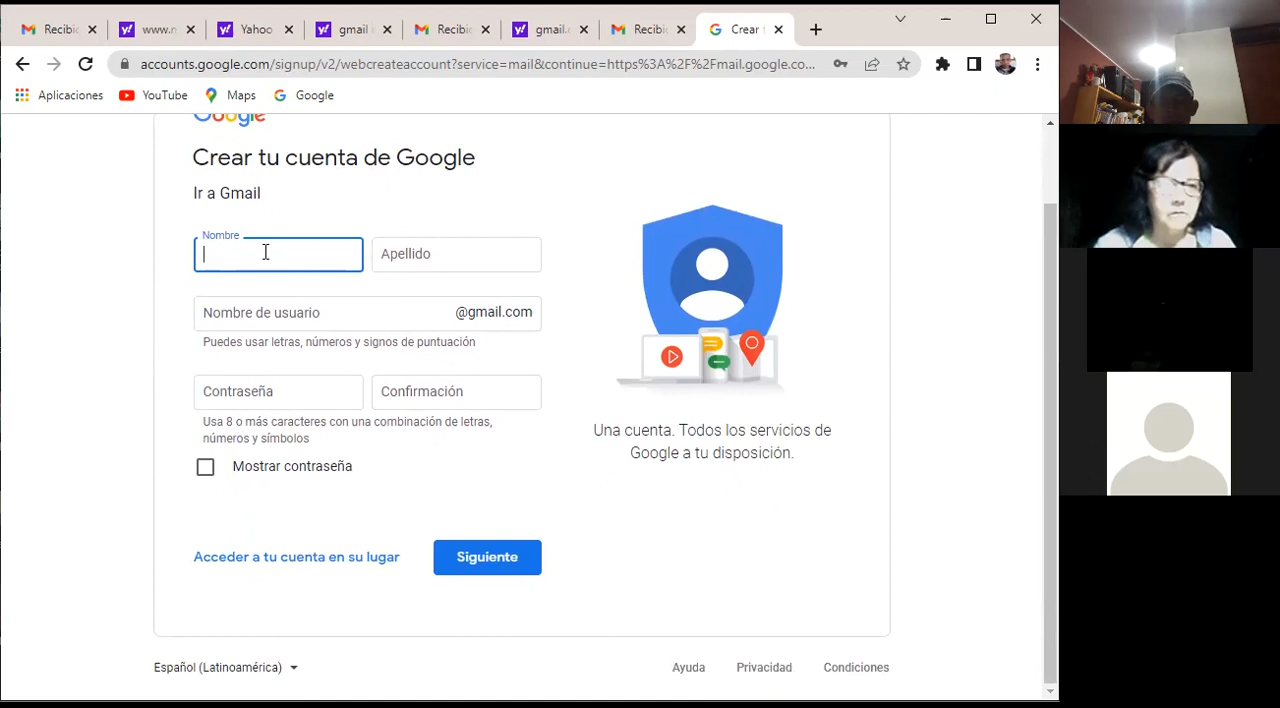 Recibi
www.n
Yahoo
gmail i
Recibi
gmail.c
Recibi
Crear t
accounts.google.com/signup/v2/webcreateaccount?service=mail&continue=https%3A%2F%2Fmail.google.co...
Aplicaciones YouTube Maps Google
Google
Crear tu cuenta de Google
Ir a Gmail
Nombre
Apellido
Nombre de usuario @gmail.com
Puedes usar letras, números y signos de puntuación
Contraseña Confirmación
Usa 8 o más caracteres con una combinación de letras,
números y símbolos
Mostrar contraseña
Una cuenta. Todos los servicios de
Google a tu disposición.
Acceder a tu cuenta en su lugar Siguiente
Español (Latinoamérica) Ayuda Privacidad Condiciones